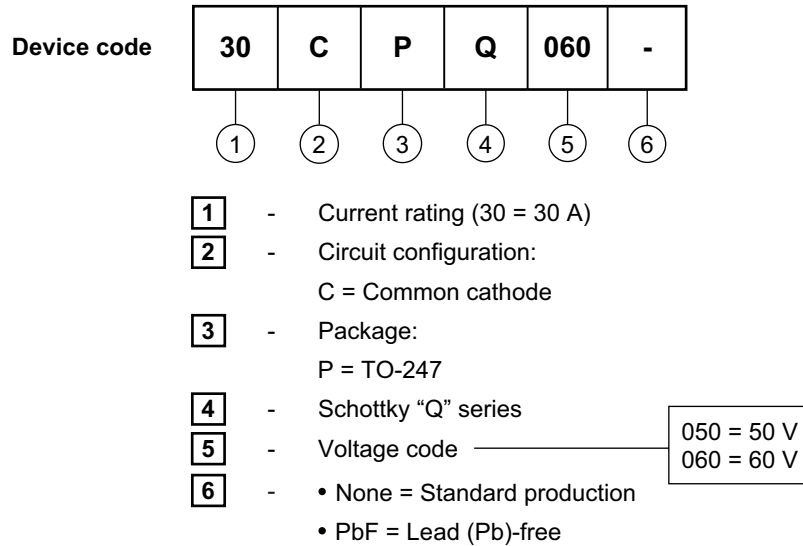 Device code 30 C P Q 060 -
1 2 3 4 5 6
1 - Current rating (30 = 30 A)
2 - Circuit configuration:
C = Common cathode
3 - Package:
P = TO-247
4 - Schottky “Q” series
5 - Voltage code
050 = 50 V
060 = 60 V
6 - • None = Standard production
• PbF = Lead (Pb)-free